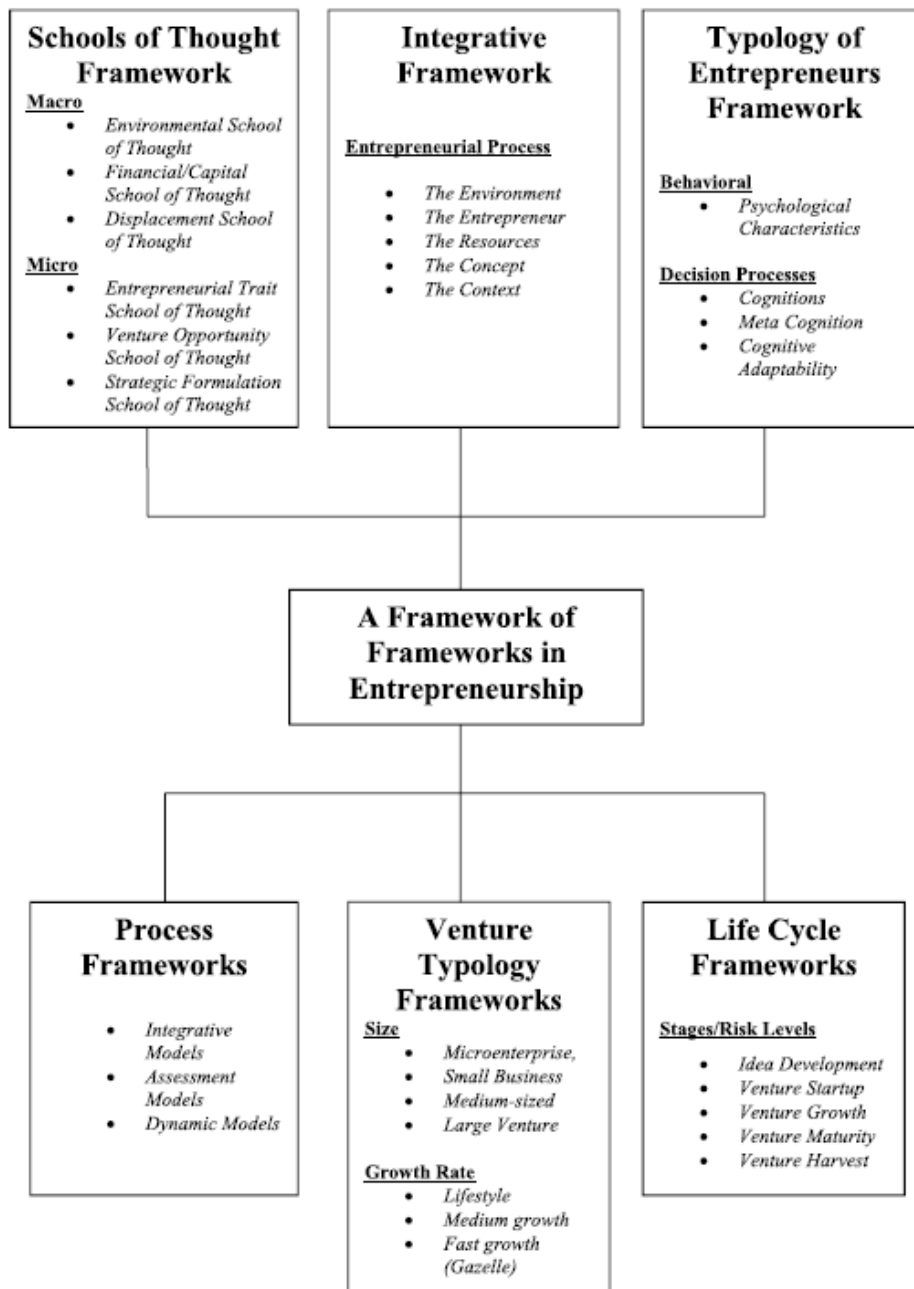 Schools of Thought
Framework
Macro
• Environmental School
of Thought
• Financial/Capital
School of Thought
• Displacement School
of Thought
Micro
• Entrepreneurial Trait
School of Thought
• Venture Opportunity
School of Thought
• Strategic Formulation
School of Thought
Integrative
Framework
Entrepreneurial Process
• The Environment
• The Entrepreneur
• The Resources
• The Concept
• The Context
Typology of
Entrepreneurs
Framework
Behavioral
• Psychological
Characteristics
Decision Processes
• Cognitions
• Meta Cognition
• Cognitive
Adaptability
A Framework of
Frameworks in
Entrepreneurship
Process
Frameworks
• Integrative
Models
• Assessment
Models
• Dynamic Models
Venture
Typology
Frameworks
Size
• Microenterprise,
• Small Business
• Medium-sized
• Large Venture
Growth Rate
• Lifestyle
• Medium growth
• Fast growth
(Gazelle)
Life Cycle
Frameworks
Stages/Risk Levels
• Idea Development
• Venture Startup
• Venture Growth
• Venture Maturity
• Venture Harvest